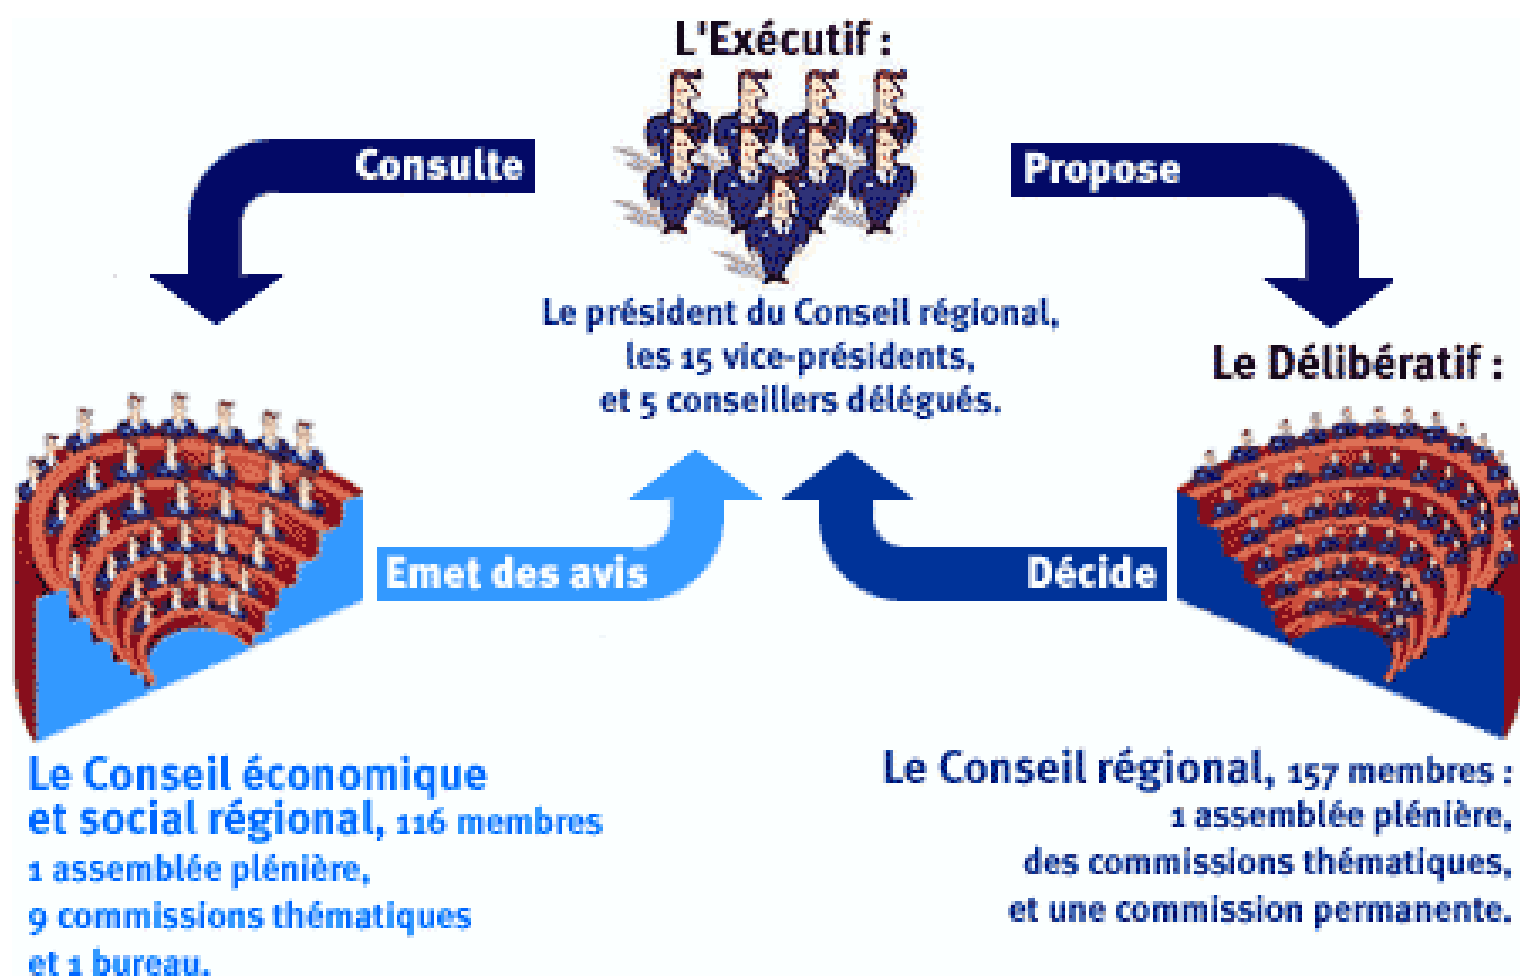 L'Exécutif :
Consulte
Propose
Le président du Conseil régional,
les 15 vice-présidents,
et 5 conseillers délégués.
Le Délibératif :
Emet des avis
Décide
Le Conseil économique
et social régional, 116 membres
1 assemblée plénière,
9 commissions thématiques
et 1 bureau.
Le Conseil régional, 157 membres :
1 assemblée plénière,
des commissions thématiques,
et une commission permanente.